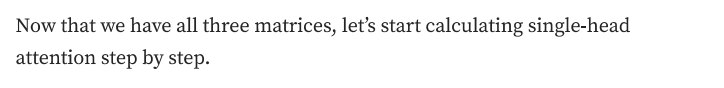 Now that we have all three matrices, let’s start calculating single-head
attention step by step.